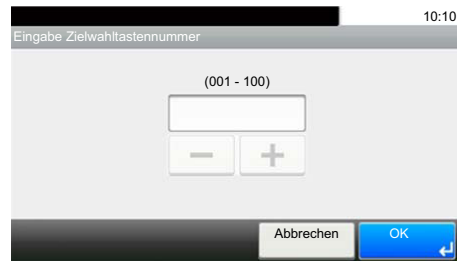 10:10
Eingabe Zielwahltastennummer
(001 - 100)
− +
Abbrechen OK